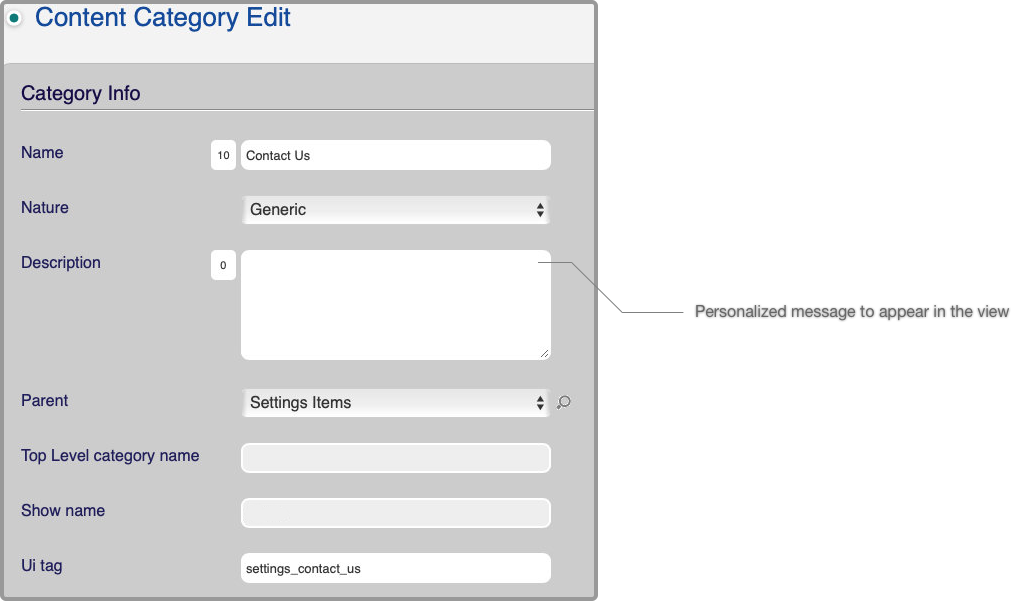 Content Category Edit
Category Info
Name 10 Contact Us
Nature Generic
Description 0
Personalized message to appear in the view
Parent Settings Items
Top Level category name
Show name
Ui tag settings_contact_us